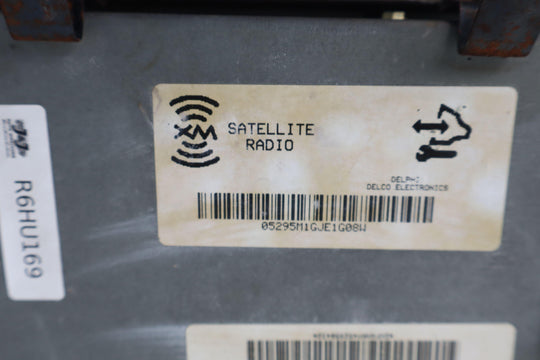 XM
SATELLITE
RADIO
DELPHI
DELCO ELECTRONICS
05295M1GJE1G08W
R6HU169